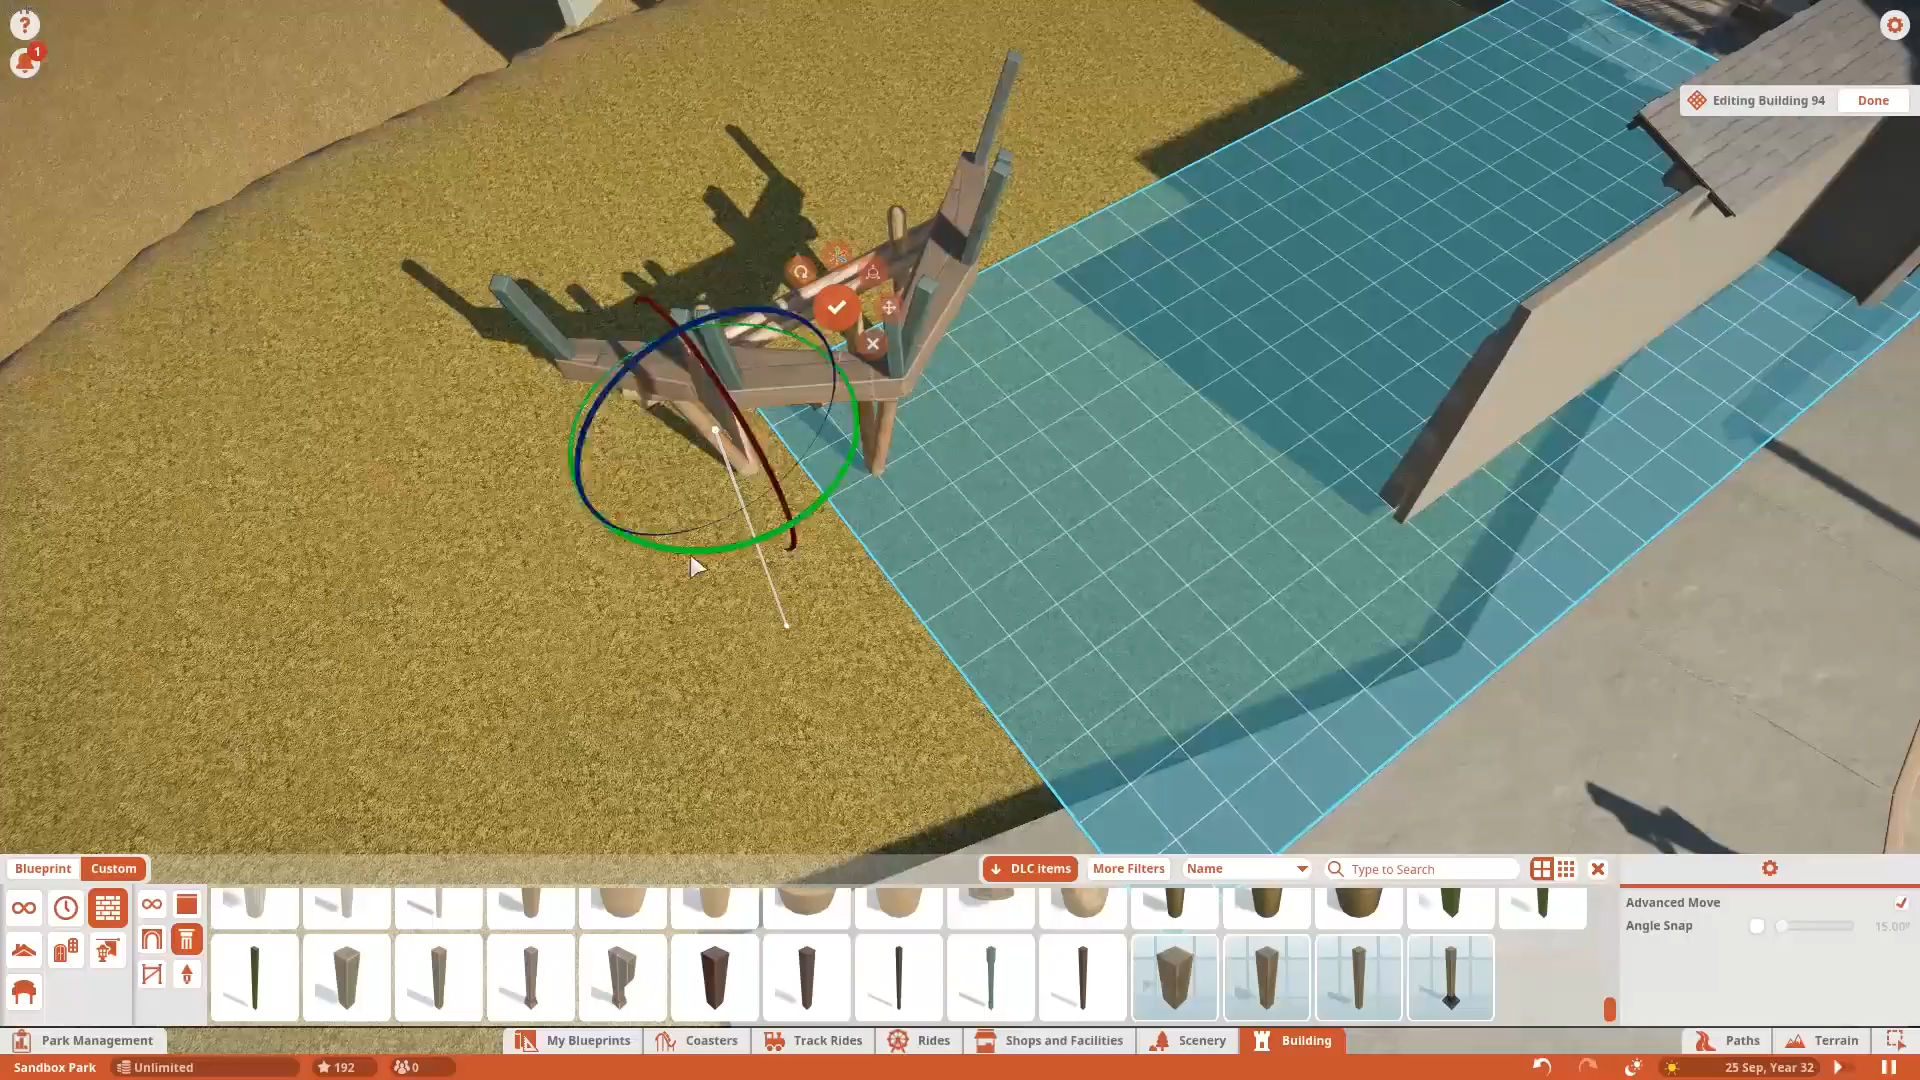 ?
1
Editing Building 94
Done
Blueprint
Custom
DLC items
More Filters
Name
Type to Search
Advanced Move
Angle Snap
15.00°
Park Management
My Blueprints
Coasters
Track Rides
Rides
Shops and Facilities
Scenery
Building
Paths
Terrain
Sandbox Park
Unlimited
192
0
25 Sep, Year 32